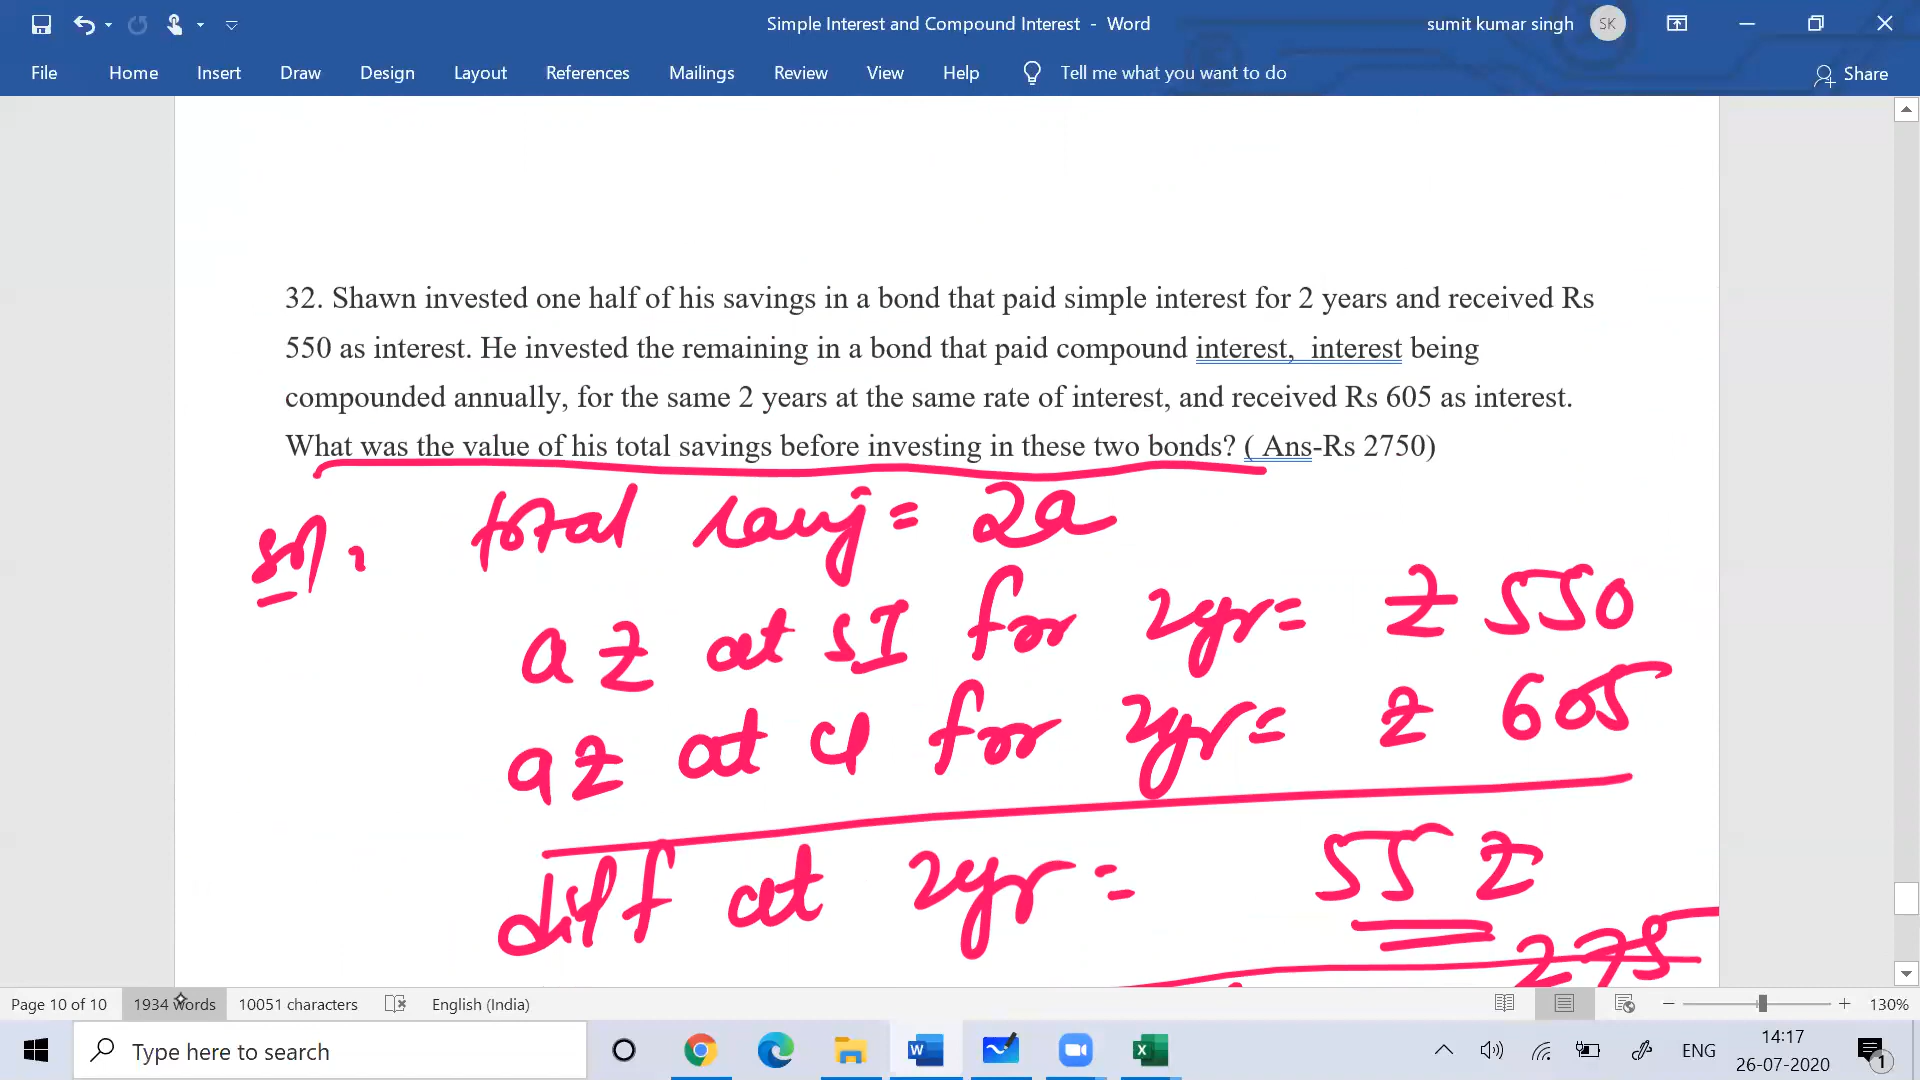 Simple Interest and Compound Interest - Word
sumit kumar singh SK
File Home Insert Draw Design Layout References Mailings Review View Help Tell me what you want to do Share
32. Shawn invested one half of his savings in a bond that paid simple interest for 2 years and received Rs
550 as interest. He invested the remaining in a bond that paid compound interest, interest being
compounded annually, for the same 2 years at the same rate of interest, and received Rs 605 as interest.
What was the value of his total savings before investing in these two bonds? ( Ans-Rs 2750)
total = 2a
a ₹ at SI for 2yr = ₹ 550
a ₹ at CI for 2yr = ₹ 605
diff at 2yr = 55 ₹
275
Page 10 of 10 1934 words 10051 characters English (India) 130%
Type here to search
ENG
14:17
26-07-2020
1